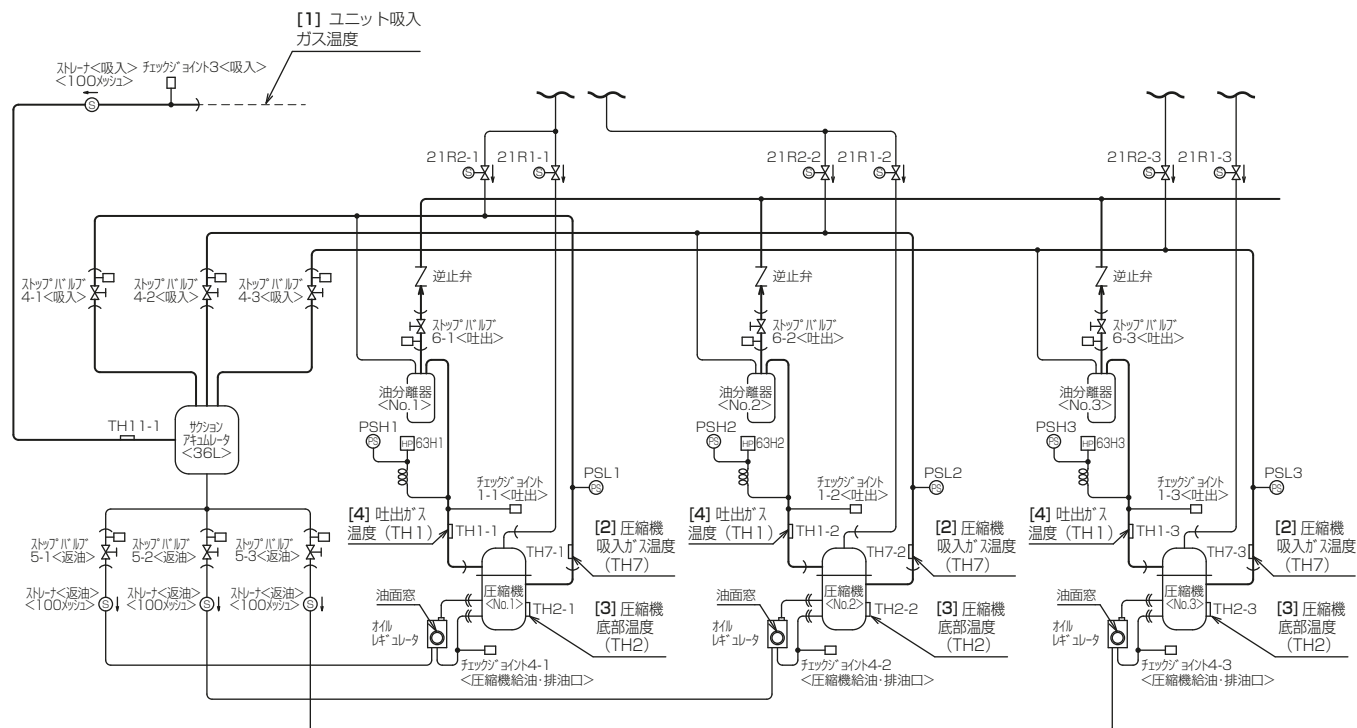 [1] ユニット吸入
ガス温度
ストレーナ<吸入>
<100メッシュ>
チェックジョイント3<吸入>
S
21R2-1
21R1-1
21R2-2
21R1-2
21R2-3
21R1-3
S
S
S
S
S
S
ストップバルブ
4-1<吸入>
ストップバルブ
4-2<吸入>
ストップバルブ
4-3<吸入>
逆止弁
逆止弁
逆止弁
ストップバルブ
6-1<吐出>
ストップバルブ
6-2<吐出>
ストップバルブ
6-3<吐出>
油分離器
<No.1>
油分離器
<No.2>
油分離器
<No.3>
TH11-1
サクション
アキュムレータ
<36L>
PSH1
PS
HP
63H1
PSH2
PS
HP
63H2
PSH3
PS
HP
63H3
PSL1
PS
PSL2
PS
PSL3
PS
チェックジョイント
1-1<吐出>
チェックジョイント
1-2<吐出>
チェックジョイント
1-3<吐出>
[4] 吐出ガス
温度 (TH1)
TH1-1
[4] 吐出ガス
温度 (TH1)
TH1-2
[4] 吐出ガス
温度 (TH1)
TH1-3
TH7-1
[2] 圧縮機
吸入ガス温度
(TH7)
TH7-2
[2] 圧縮機
吸入ガス温度
(TH7)
TH7-3
[2] 圧縮機
吸入ガス温度
(TH7)
ストップバルブ
5-1<返油>
ストップバルブ
5-2<返油>
ストップバルブ
5-3<返油>
ストレーナ<返油>
<100メッシュ>
ストレーナ<返油>
<100メッシュ>
ストレーナ<返油>
<100メッシュ>
S
S
S
油面窓
オイル
レギュレータ
圧縮機
<No.1>
TH2-1
[3] 圧縮機
底部温度
(TH2)
油面窓
オイル
レギュレータ
圧縮機
<No.2>
TH2-2
[3] 圧縮機
底部温度
(TH2)
油面窓
オイル
レギュレータ
圧縮機
<No.3>
TH2-3
[3] 圧縮機
底部温度
(TH2)
チェックジョイント4-1
<圧縮機給油・排油口>
チェックジョイント4-2
<圧縮機給油・排油口>
チェックジョイント4-3
<圧縮機給油・排油口>